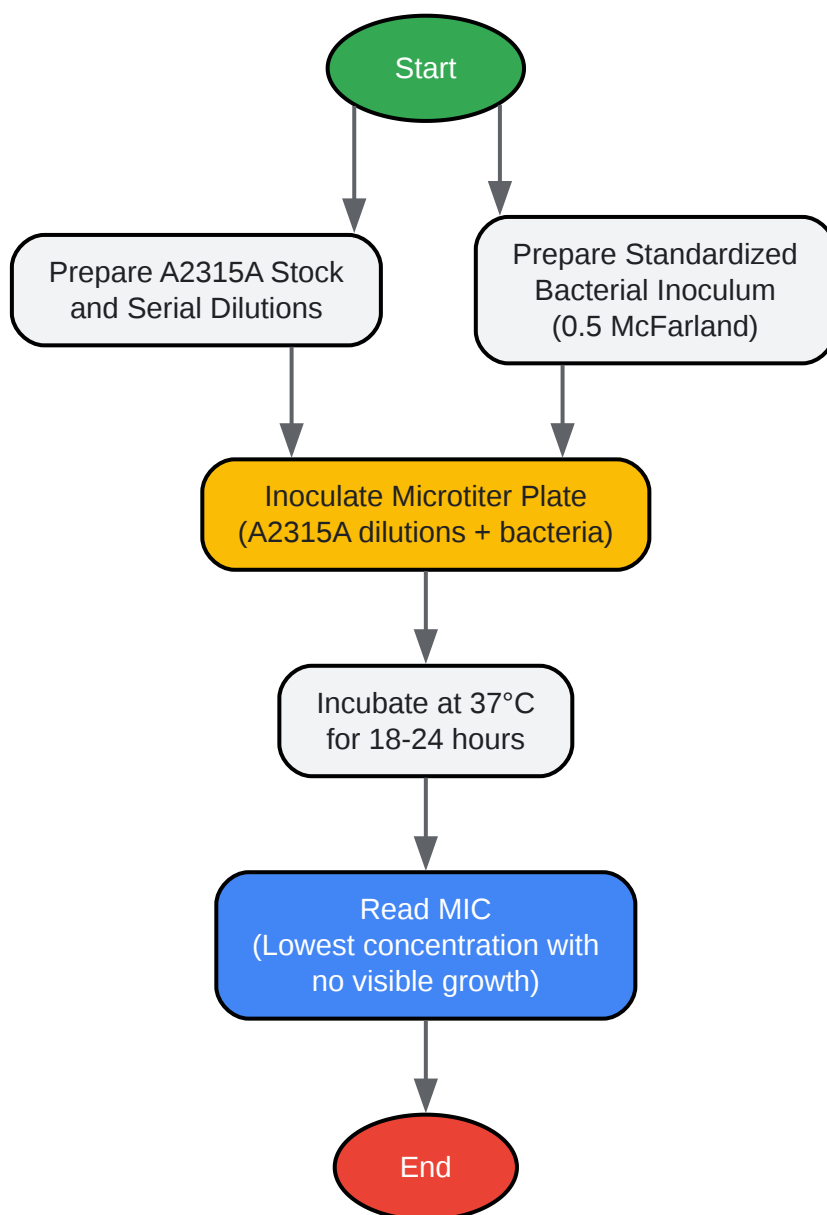 Start
Prepare A2315A Stock
and Serial Dilutions
Prepare Standardized
Bacterial Inoculum
(0.5 McFarland)
Inoculate Microtiter Plate
(A2315A dilutions + bacteria)
Incubate at 37°C
for 18-24 hours
Read MIC
(Lowest concentration with
no visible growth)
End